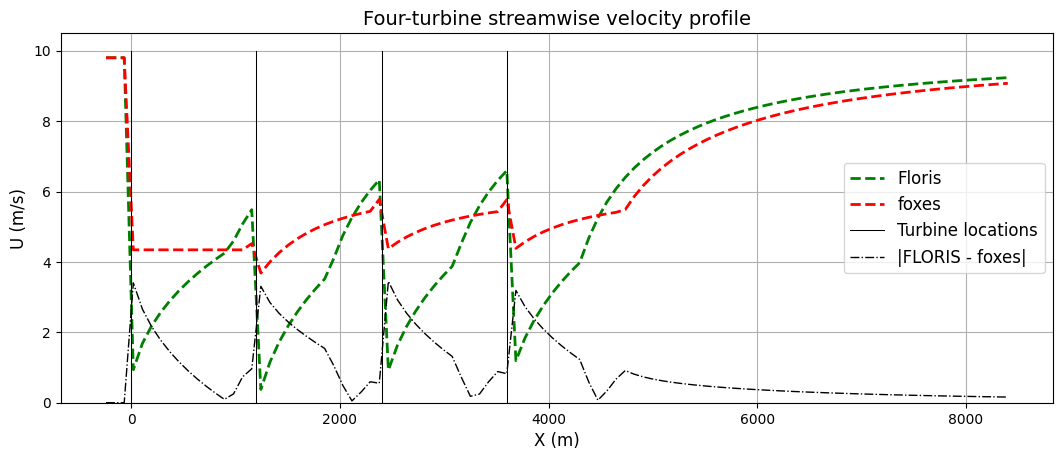 Four-turbine streamwise velocity profile
U (m/s)
10
8
6
4
2
0
Floris
foxes
Turbine locations
|FLORIS - foxes|
0 2000 4000 6000 8000
X (m)